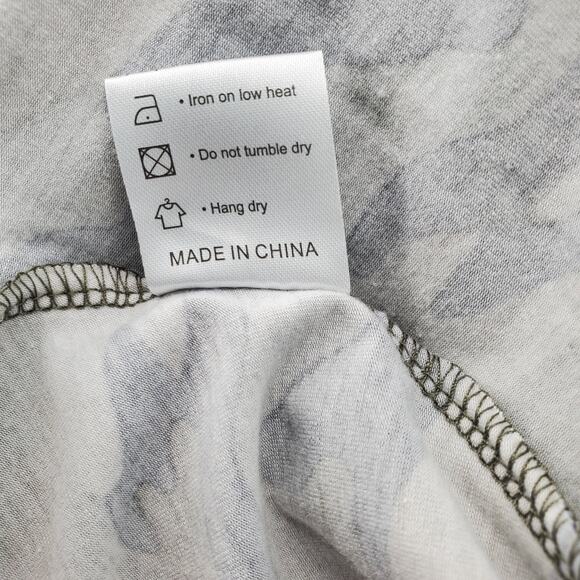 • Iron on low heat
• Do not tumble dry
• Hang dry
MADE IN CHINA